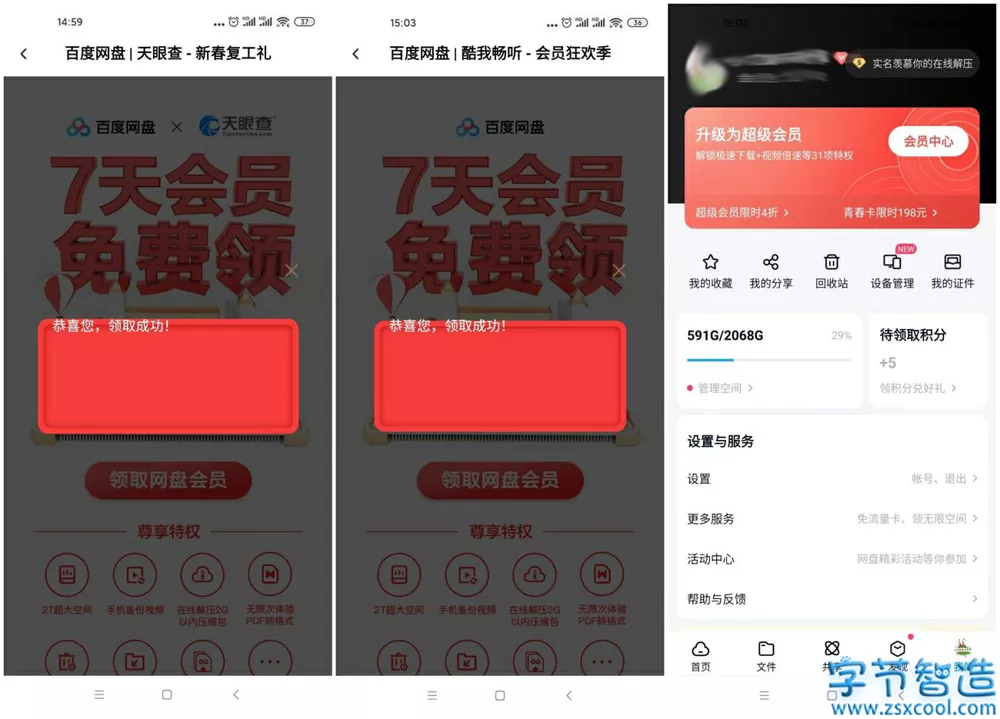 14:59
37
百度网盘 | 天眼查 - 新春复工礼
百度网盘 × 天眼查
TianYanCha.com
7天会员
免费领
恭喜您，领取成功!
领取网盘会员
尊享特权
2T超大空间
手机备份视频
在线解压2G
以内压缩包
无限次体验
PDF转格式
15:03
36
百度网盘 | 酷我畅听 - 会员狂欢季
百度网盘
7天会员
免费领
恭喜您，领取成功!
领取网盘会员
尊享特权
2T超大空间
手机备份视频
在线解压2G
以内压缩包
无限次体验
PDF转格式
15:03
实名羡慕你的在线解压
升级为超级会员
解锁极速下载+视频倍速等31项特权
会员中心
超级会员限时4折
青春卡限时198元
NEW
我的收藏
我的分享
回收站
设备管理
我的证件
591G/2068G
29%
管理空间
待领取积分
+5
领积分兑好礼
设置与服务
设置
帐号、退出
更多服务
免流量卡、领无限空间
活动中心
网盘精彩活动等你参加
帮助与反馈
首页
文件
共享
发现
我的
字节智造
www.zsxcool.com